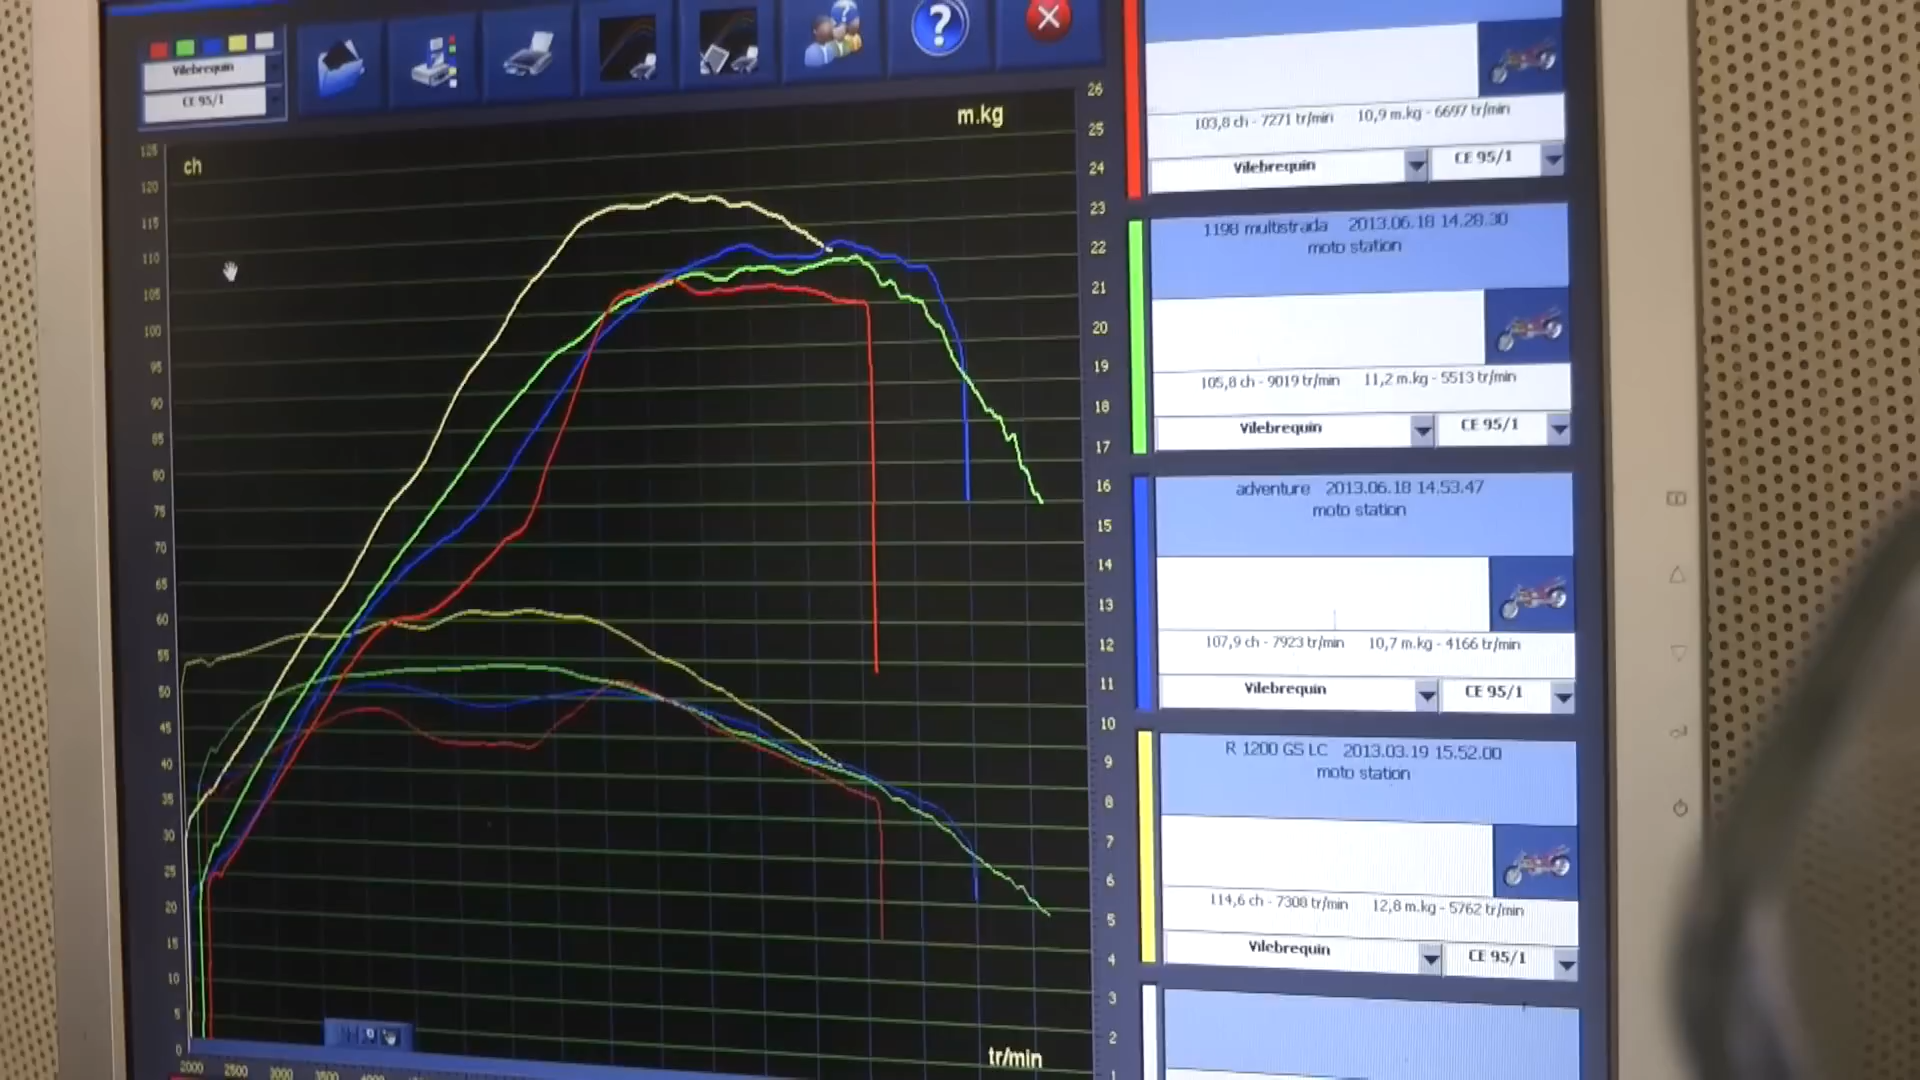 Vilebrequin
CE 95/1
?
?
ch
m.kg
125
120
115
110
105
100
95
90
85
80
75
70
65
60
55
50
45
40
35
30
25
20
15
10
5
0
26
25
24
23
22
21
20
19
18
17
16
15
14
13
12
11
10
9
8
7
6
5
4
3
2
1
2000 2500 3000 3500
tr/min
103,8 ch - 7271 tr/min 10,9 m.kg - 6697 tr/min
Vilebrequin CE 95/1
1198 multistrada 2013.06.18 14.28.30
moto station
105,8 ch - 9019 tr/min 11,2 m.kg - 5513 tr/min
Vilebrequin CE 95/1
adventure 2013.06.18 14.53.47
moto station
107,9 ch - 7923 tr/min 10,7 m.kg - 4166 tr/min
Vilebrequin CE 95/1
R 1200 GS LC 2013.03.19 15.52.00
moto station
114,6 ch - 7308 tr/min 12,8 m.kg - 5762 tr/min
Vilebrequin CE 95/1